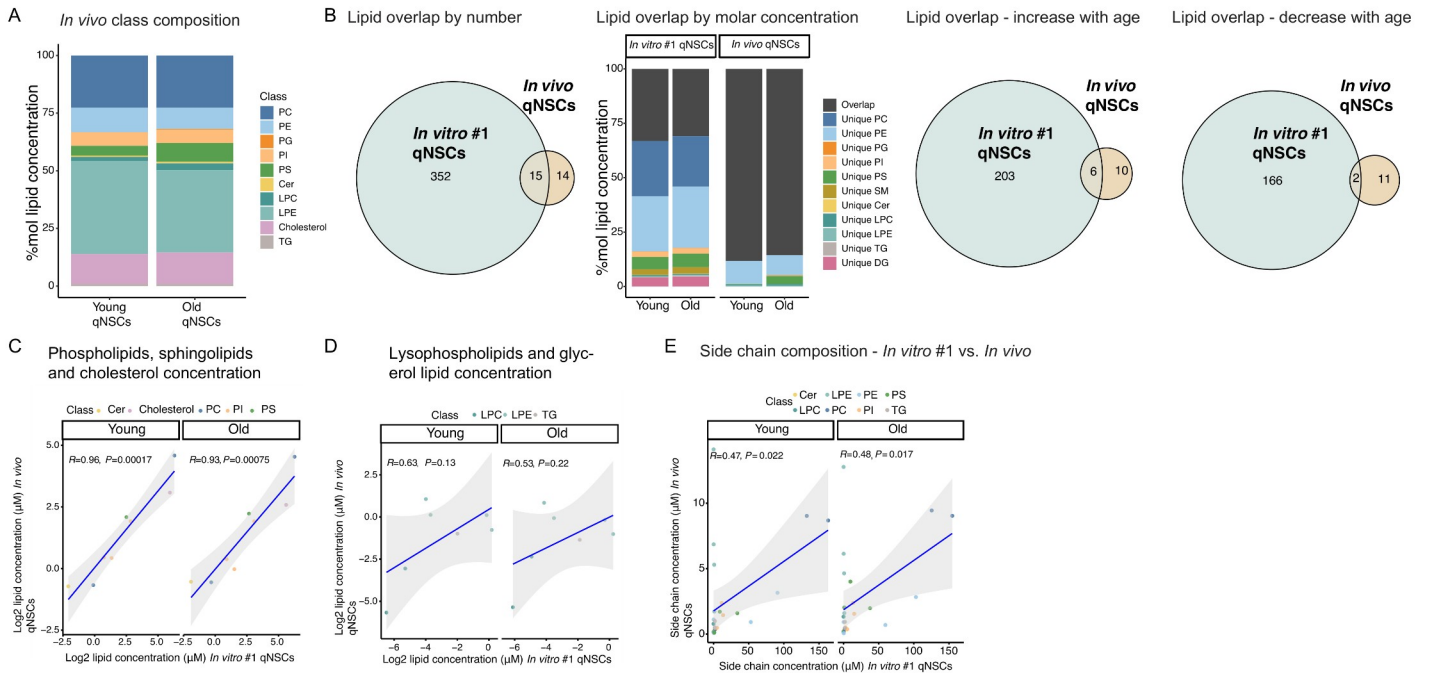 A
In vivo class composition
%mol lipid concentration
100
75
50
25
0
Young
qNSCs
Old
qNSCs
Class
PC
PE
PG
PI
PS
Cer
LPC
LPE
Cholesterol
TG
B
Lipid overlap by number
In vitro #1
qNSCs
352
15
14
In vivo
qNSCs
Lipid overlap by molar concentration
In vitro #1 qNSCs
In vivo qNSCs
%mol lipid concentration
100
75
50
25
0
Young
Old
Young
Old
Overlap
Unique PC
Unique PE
Unique PG
Unique PI
Unique PS
Unique SM
Unique Cer
Unique LPC
Unique LPE
Unique TG
Unique DG
Lipid overlap - increase with age
In vitro #1
qNSCs
203
6
10
In vivo
qNSCs
Lipid overlap - decrease with age
In vitro #1
qNSCs
166
2
11
In vivo
qNSCs
C
Phospholipids, sphingolipids
and cholesterol concentration
Class Cer Cholesterol PC PI PS
Young
Old
R=0.96, P=0.00017
R=0.93, P=0.00075
Log2 lipid concentration (µM) In vivo
qNSCs
5.0
2.5
0.0
−2.5
−2.5 0.0 2.5 5.0
−2.5 0.0 2.5 5.0
Log2 lipid concentration (µM) In vitro #1 qNSCs
D
Lysophospholipids and glyc-
erol lipid concentration
Class LPC LPE TG
Young
Old
R=0.63, P=0.13
R=0.53, P=0.22
Log2 lipid concentration (µM) In vivo
qNSCs
2.5
0.0
−2.5
−5.0
−6 −4 −2 0
−6 −4 −2 0
Log2 lipid concentration (µM) In vitro #1 qNSCs
E
Side chain composition - In vitro #1 vs. In vivo
Class
Cer LPE PE PS
LPC PC PI TG
Young
Old
R=0.47, P=0.022
R=0.48, P=0.017
Side chain concentration (µM) In vivo
qNSCs
10
5
0
0 50 100 150
0 50 100 150
Side chain concentration (µM) In vitro #1 qNSCs